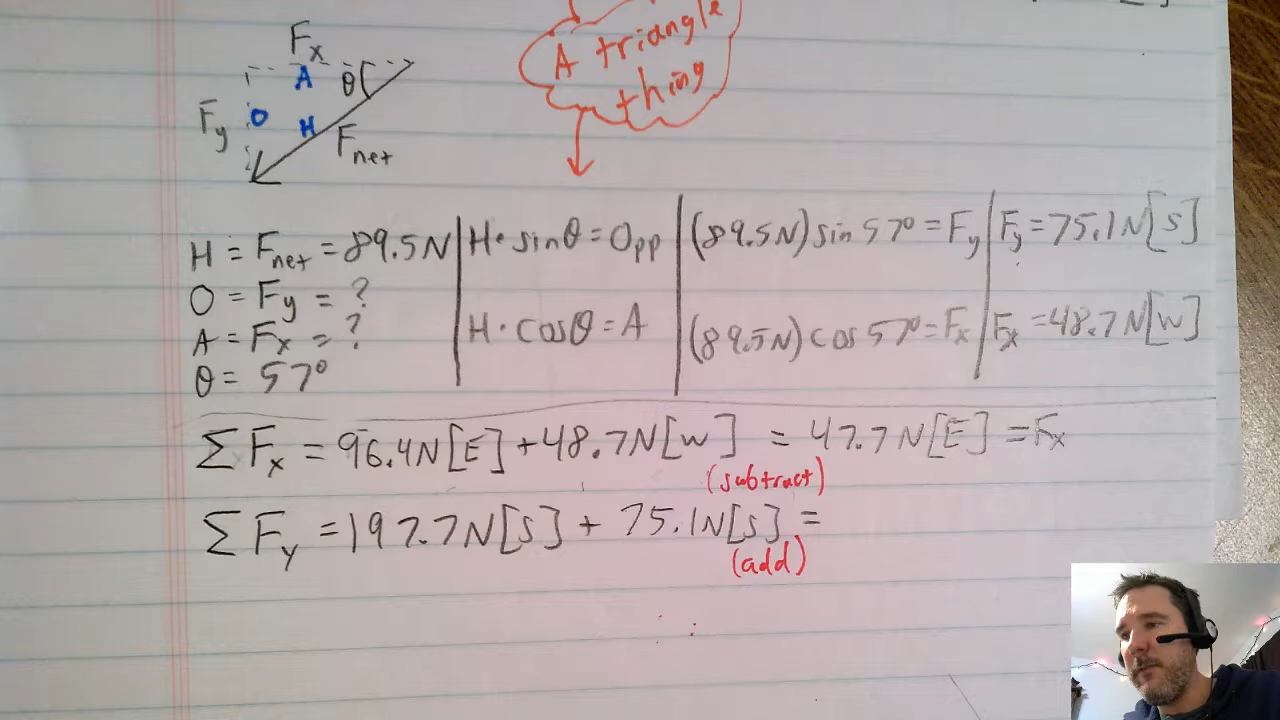 Fx
A triangle
thing
A
θ
Fy
O
H
Fnet
H = Fnet = 89.5N
O = Fy = ?
A = Fx = ?
θ = 57°
H · sinθ = Opp
H · cosθ = A
(89.5N) sin 57° = Fy
(89.5N) cos 57° = Fx
Fy = 75.1N[S]
Fx = 48.7N[W]
ΣFx = 96.4N[E] + 48.7N[W] = 47.7N[E] = Fx
(subtract)
ΣFy = 197.7N[S] + 75.1N[S] =
(add)